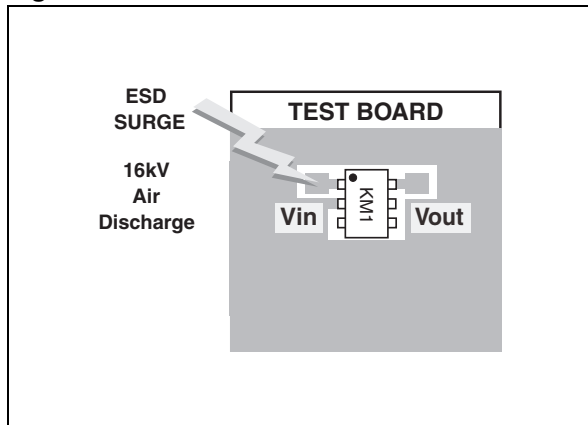 ESD
SURGE
16kV
Air
Discharge
TEST BOARD
Vin
KM1
Vout